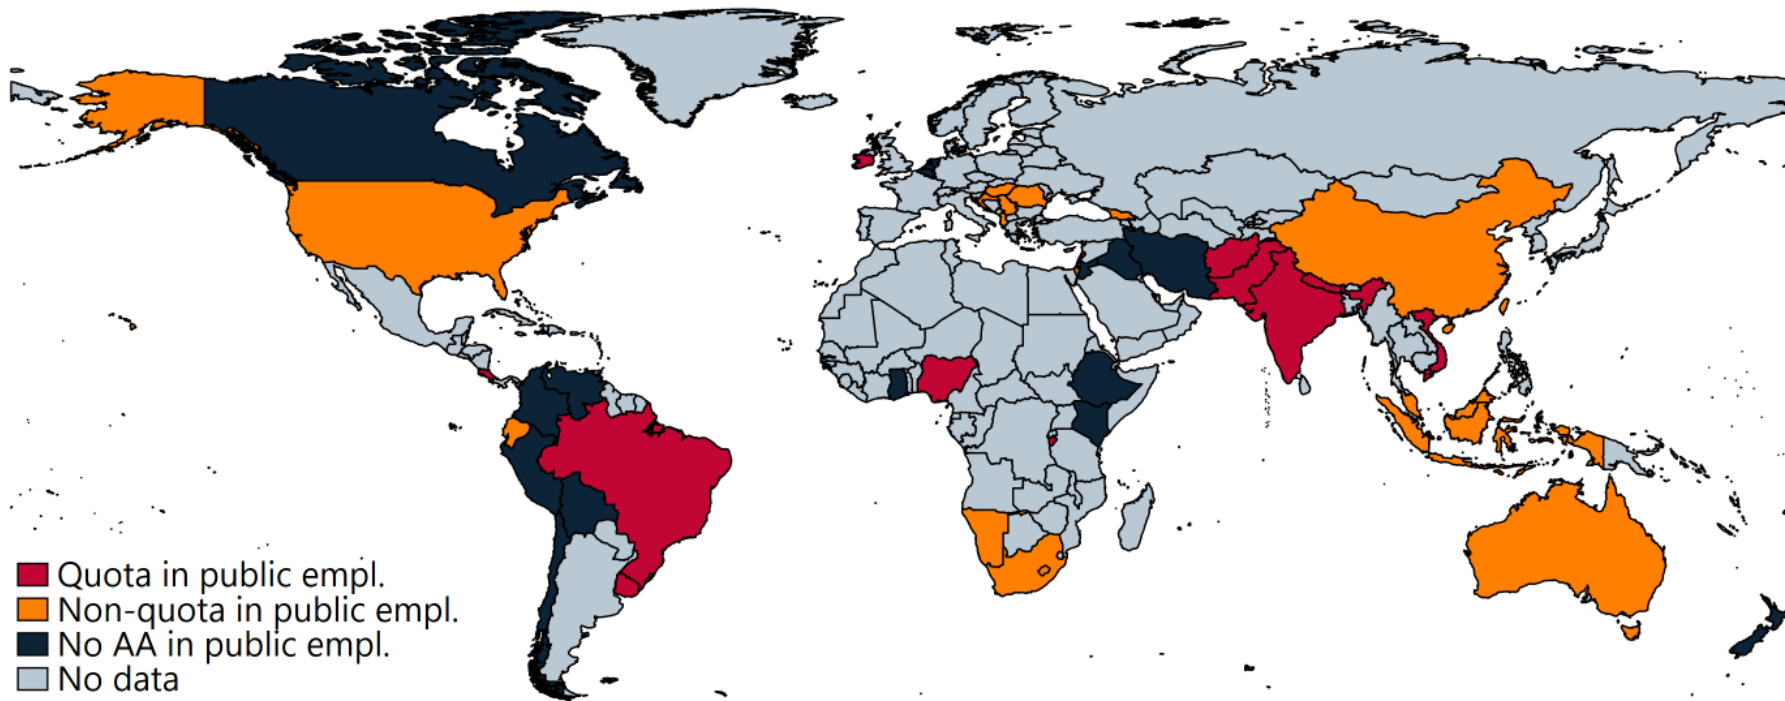 Quota in public empl.
Non-quota in public empl.
No AA in public empl.
No data